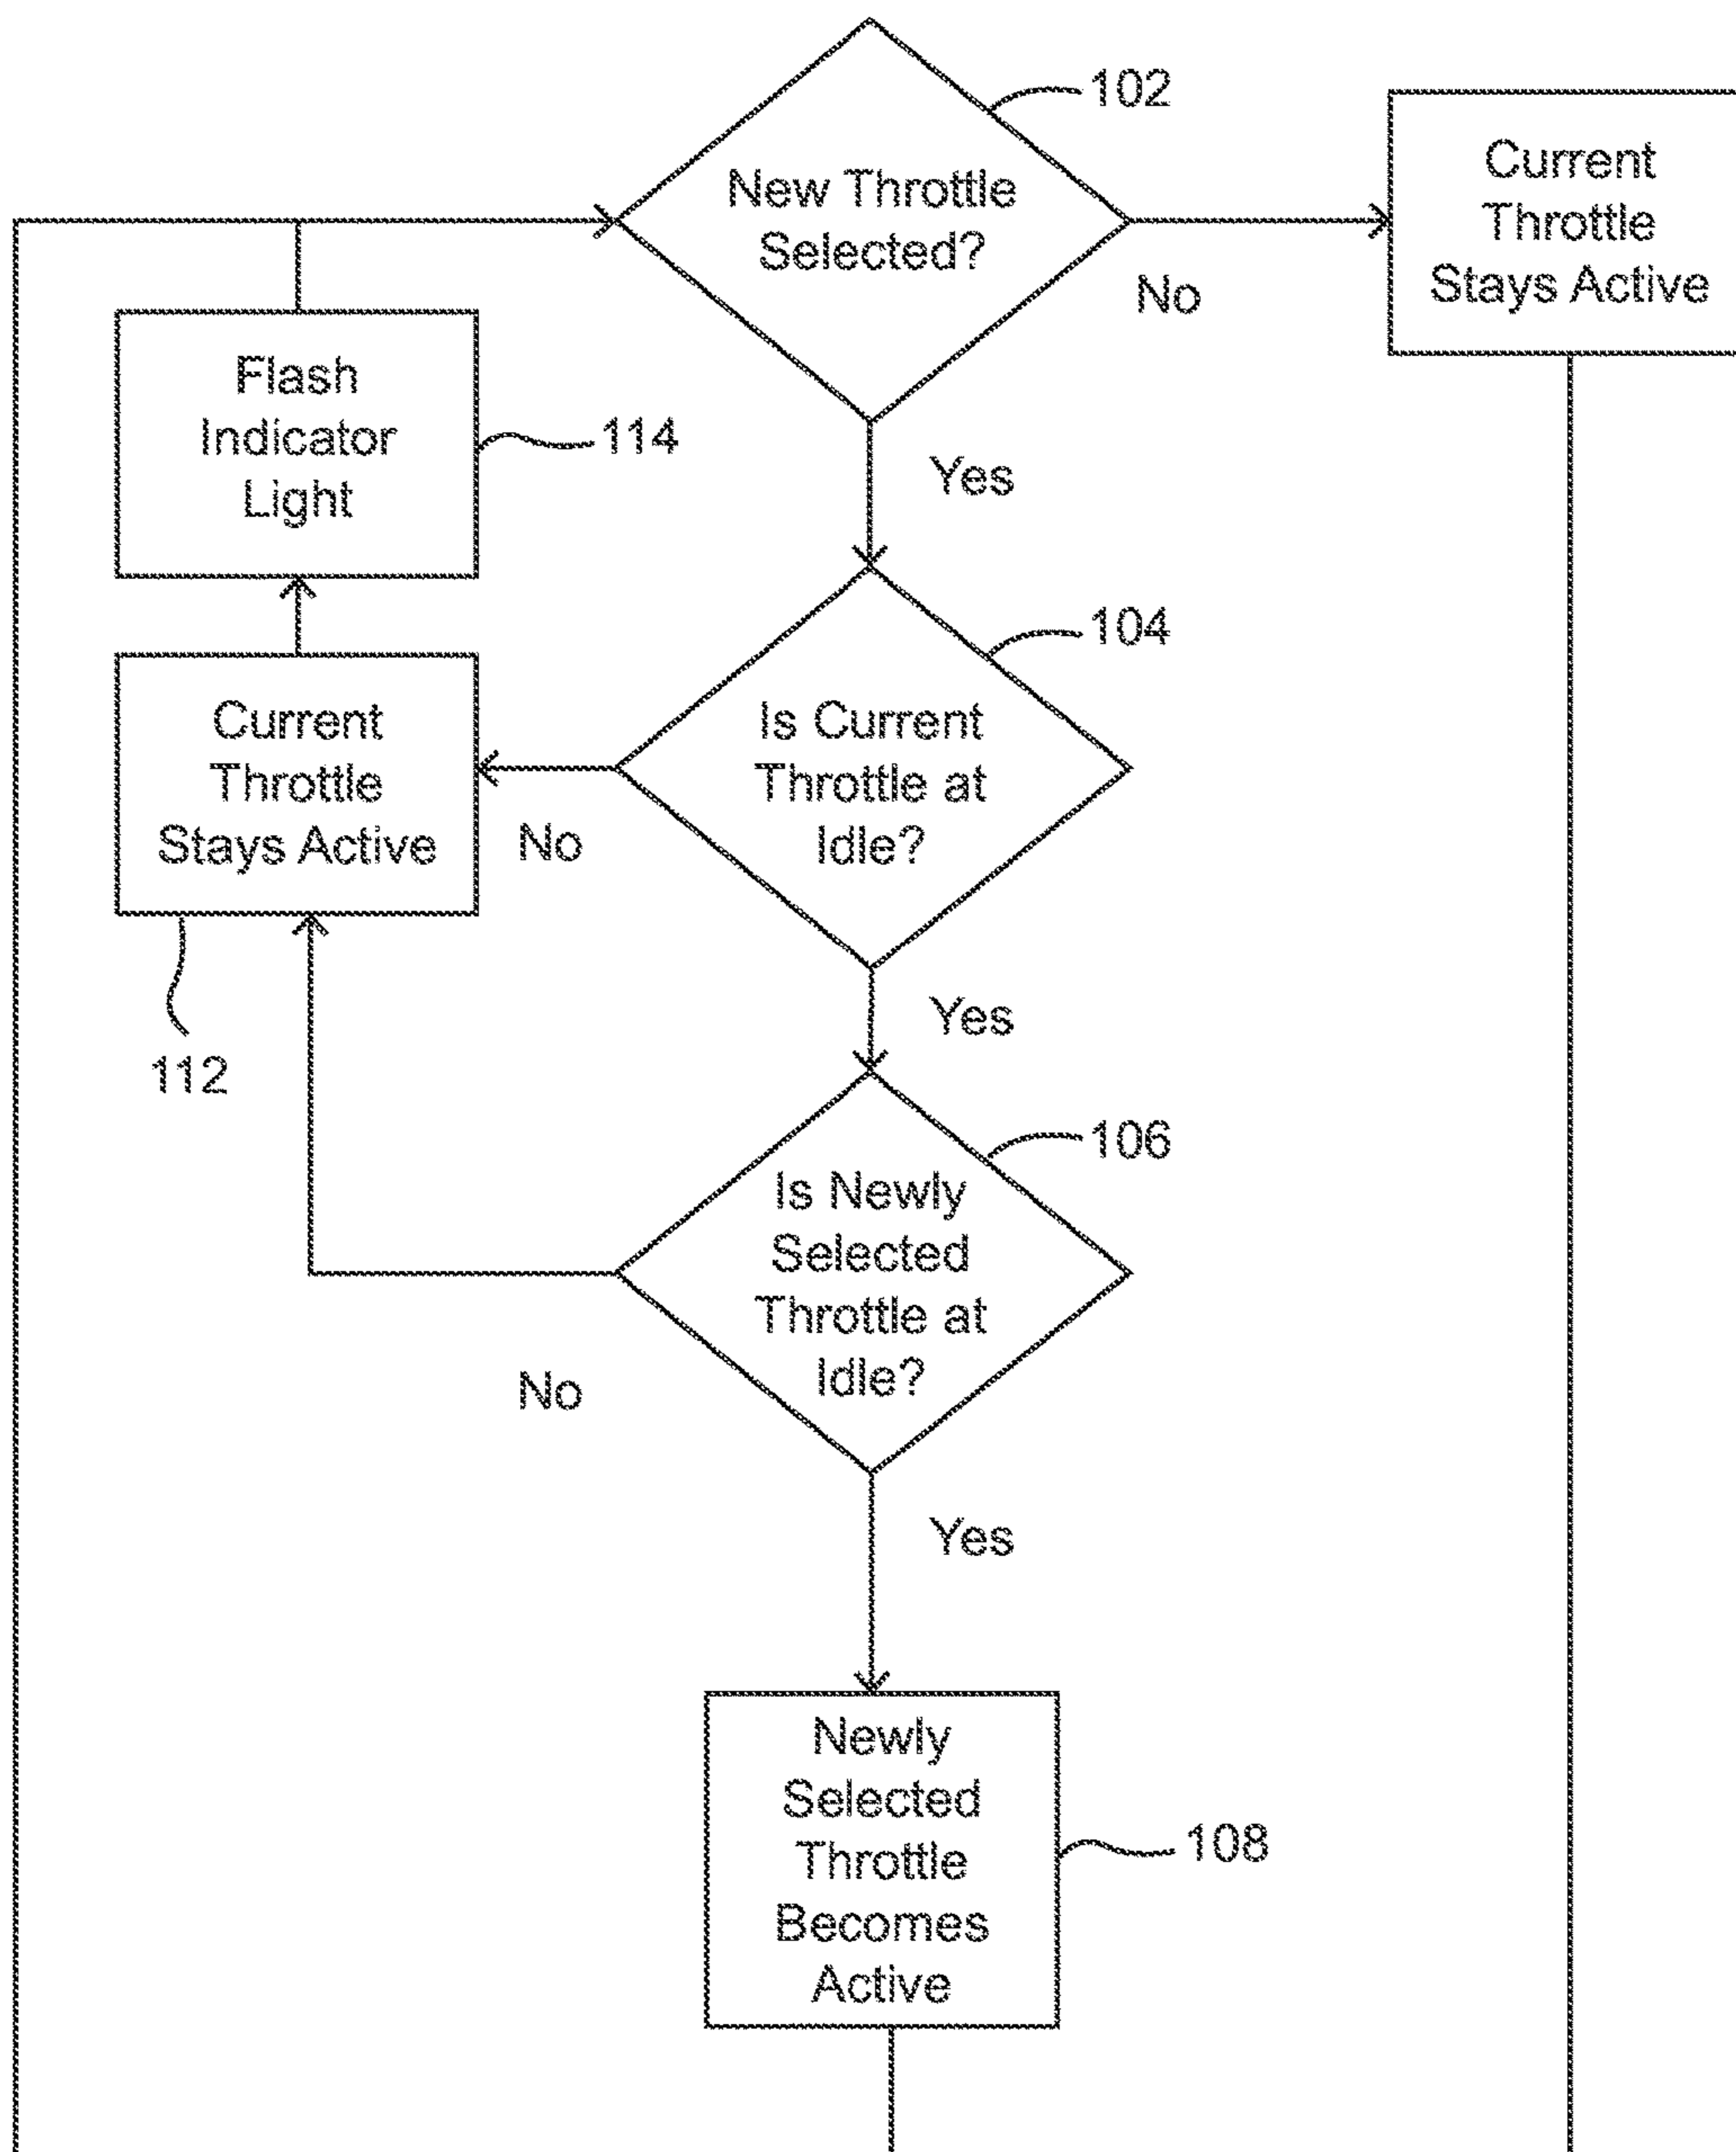 102
New Throttle
Selected?
No
Current
Throttle
Stays Active
Flash
Indicator
Light
114
Yes
104
Is Current
Throttle at
Idle?
No
Current
Throttle
Stays Active
112
Yes
106
Is Newly
Selected
Throttle at
Idle?
No
Yes
Newly
Selected
Throttle
Becomes
Active
108